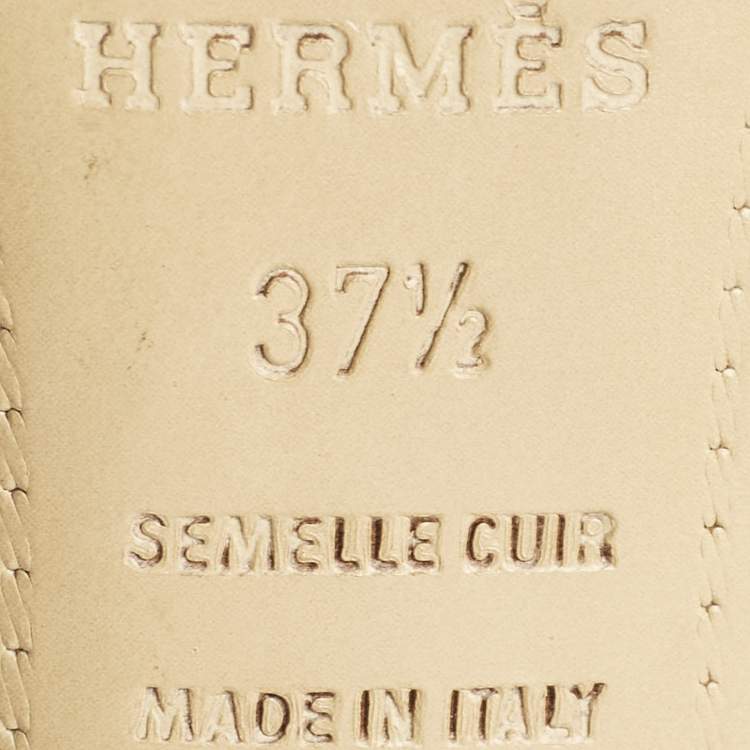 HERMÈS
37½
SEMELLE CUIR
MADE IN ITALY